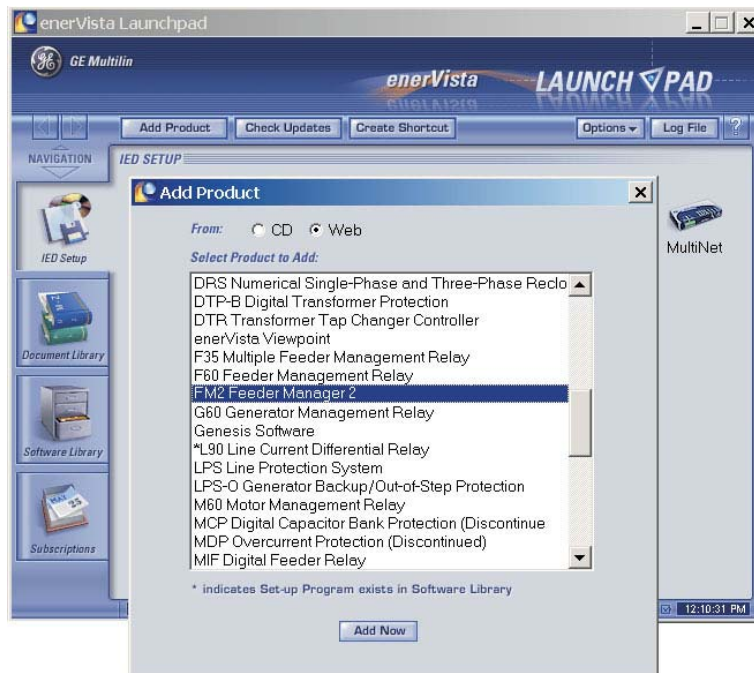 enerVista Launchpad
GE Multilin
enerVista LAUNCH PAD
Add Product Check Updates Create Shortcut Options Log File ?
NAVIGATION IED SETUP
IED Setup
Document Library
Software Library
Subscriptions
MultiNet
Add Product
From: CD Web
Select Product to Add:
DRS Numerical Single-Phase and Three-Phase Reclo
DTP-B Digital Transformer Protection
DTR Transformer Tap Changer Controller
enerVista Viewpoint
F35 Multiple Feeder Management Relay
F60 Feeder Management Relay
FM2 Feeder Manager 2
G60 Generator Management Relay
Genesis Software
*L90 Line Current Differential Relay
LPS Line Protection System
LPS-O Generator Backup/Out-of-Step Protection
M60 Motor Management Relay
MCP Digital Capacitor Bank Protection (Discontinue
MDP Overcurrent Protection (Discontinued)
MIF Digital Feeder Relay
* indicates Set-up Program exists in Software Library
Add Now
12:10:31 PM